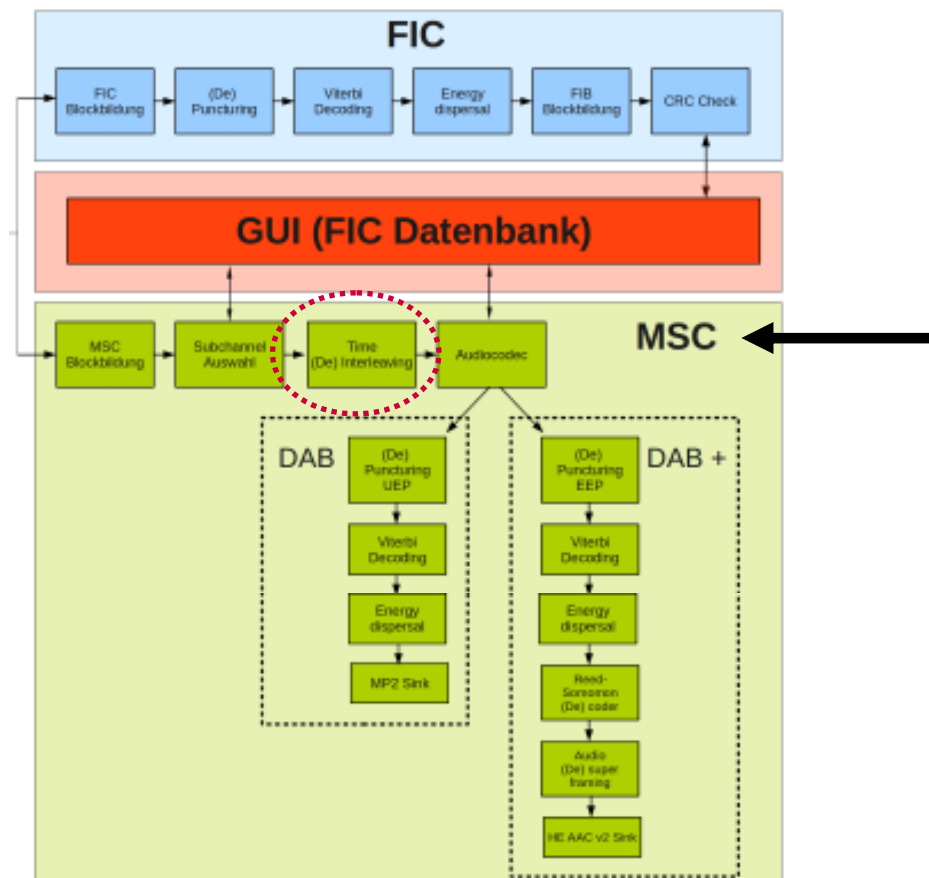 FIC
FIC
Blockbildung
(De)
Puncturing
Viterbi
Decoding
Energy
dispersal
FIB
Blockbildung
CRC Check
GUI (FIC Datenbank)
MSC
MSC
Blockbildung
Subchannel
Auswahl
Time
(De) Interleaving
Audiocodec
DAB
(De)
Puncturing
UEP
Viterbi
Decoding
Energy
dispersal
MP2 Sink
DAB +
(De)
Puncturing
EEP
Viterbi
Decoding
Energy
dispersal
Reed-
Somomon
(De) coder
Audio
(De) super
framing
HE AAC v2 Sink